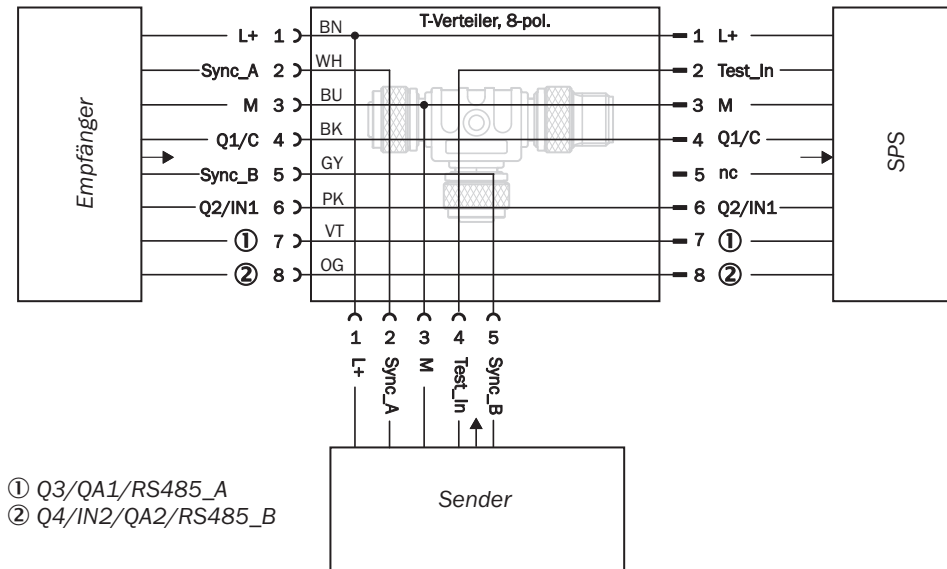 T-Verteiler, 8-pol.
Empfänger
L+ 1 BN 1 L+
Sync_A 2 WH 2 Test_In
M 3 BU 3 M
Q1/C 4 BK 4 Q1/C
Sync_B 5 GY 5 nc
Q2/IN1 6 PK 6 Q2/IN1
① 7 VT 7 ①
② 8 OG 8 ②
SPS
1 2 3 4 5
L+ Sync_A M Test_In Sync_B
Sender
① Q3/QA1/RS485_A
② Q4/IN2/QA2/RS485_B